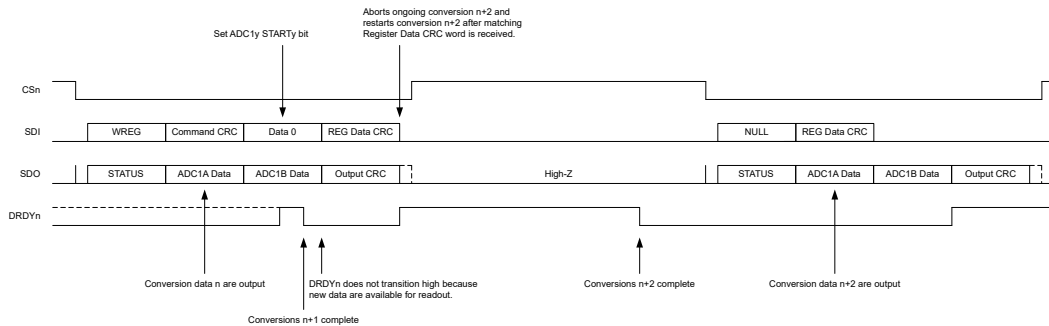 Aborts ongoing conversion n+2 and
restarts conversion n+2 after matching
Register Data CRC word is received.
Set ADC1y STARTy bit
CSn
SDI WREG Command CRC Data 0 REG Data CRC NULL REG Data CRC
SDO STATUS ADC1A Data ADC1B Data Output CRC High-Z STATUS ADC1A Data ADC1B Data Output CRC
DRDYn
Conversion data n are output
DRDYn does not transition high because
new data are available for readout.
Conversions n+2 complete
Conversion data n+2 are output
Conversions n+1 complete